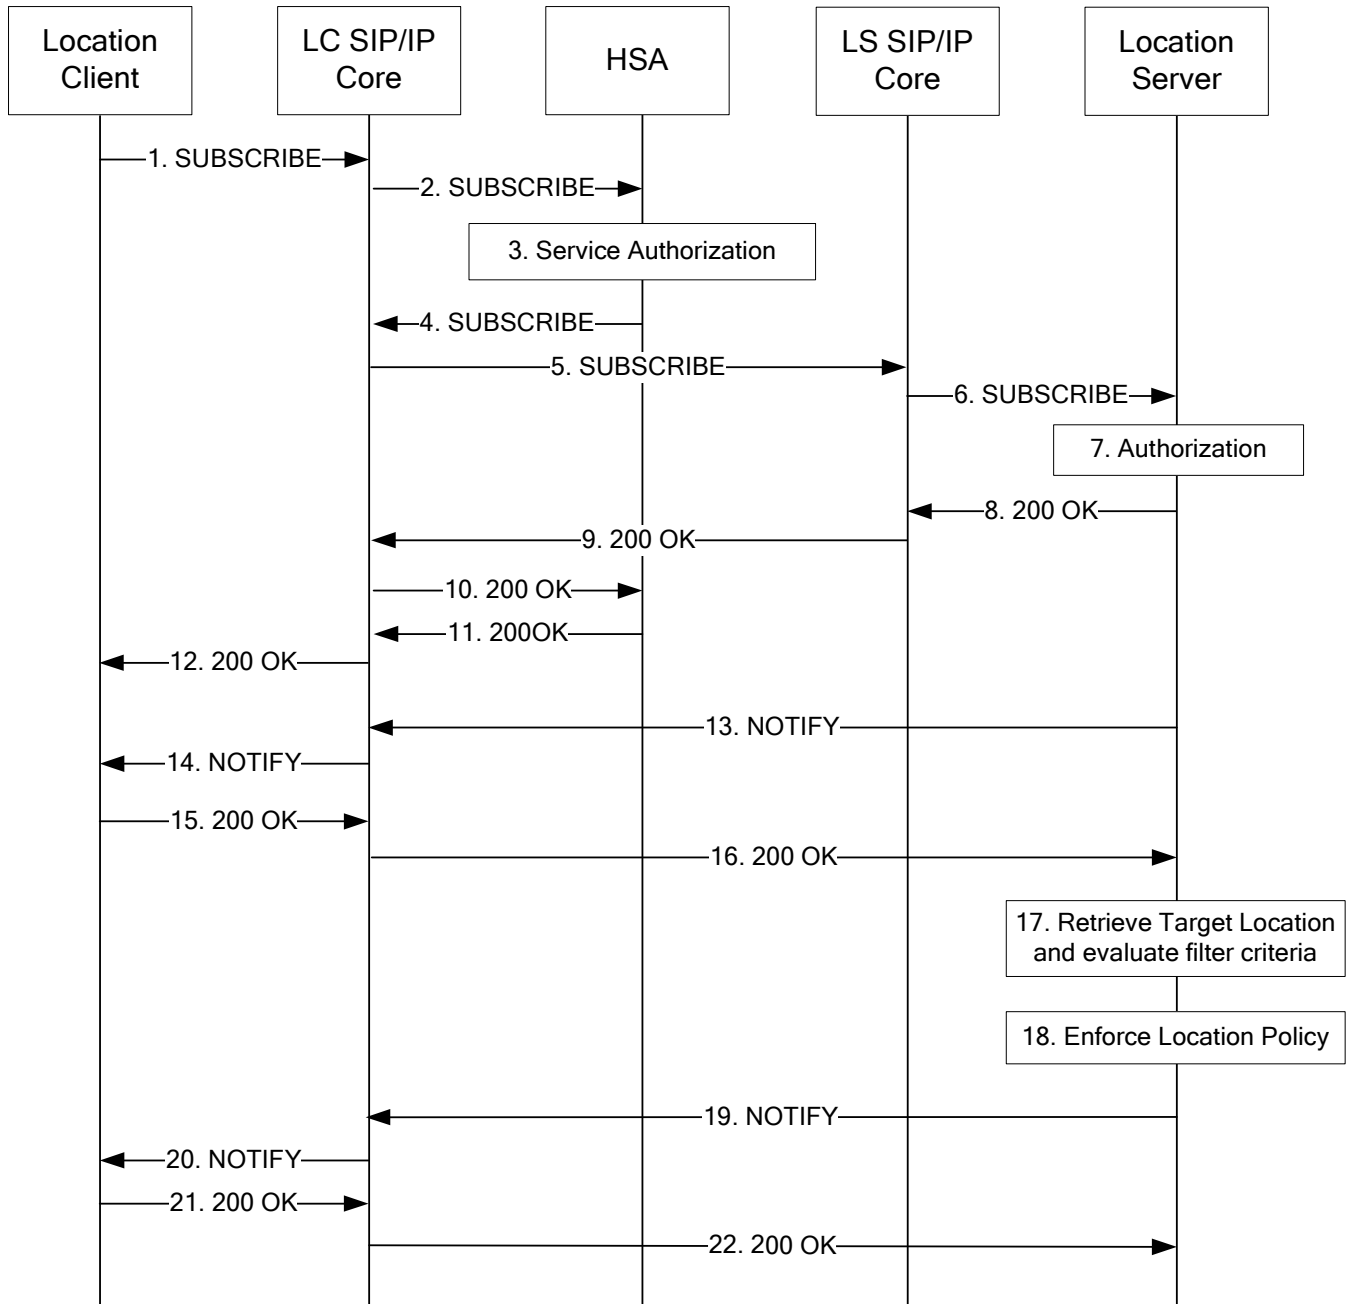 Location
Client
LC SIP/IP
Core
HSA
LS SIP/IP
Core
Location
Server
1. SUBSCRIBE
2. SUBSCRIBE
3. Service Authorization
4. SUBSCRIBE
5. SUBSCRIBE
6. SUBSCRIBE
7. Authorization
8. 200 OK
9. 200 OK
10. 200 OK
11. 200OK
12. 200 OK
13. NOTIFY
14. NOTIFY
15. 200 OK
16. 200 OK
17. Retrieve Target Location
and evaluate filter criteria
18. Enforce Location Policy
19. NOTIFY
20. NOTIFY
21. 200 OK
22. 200 OK